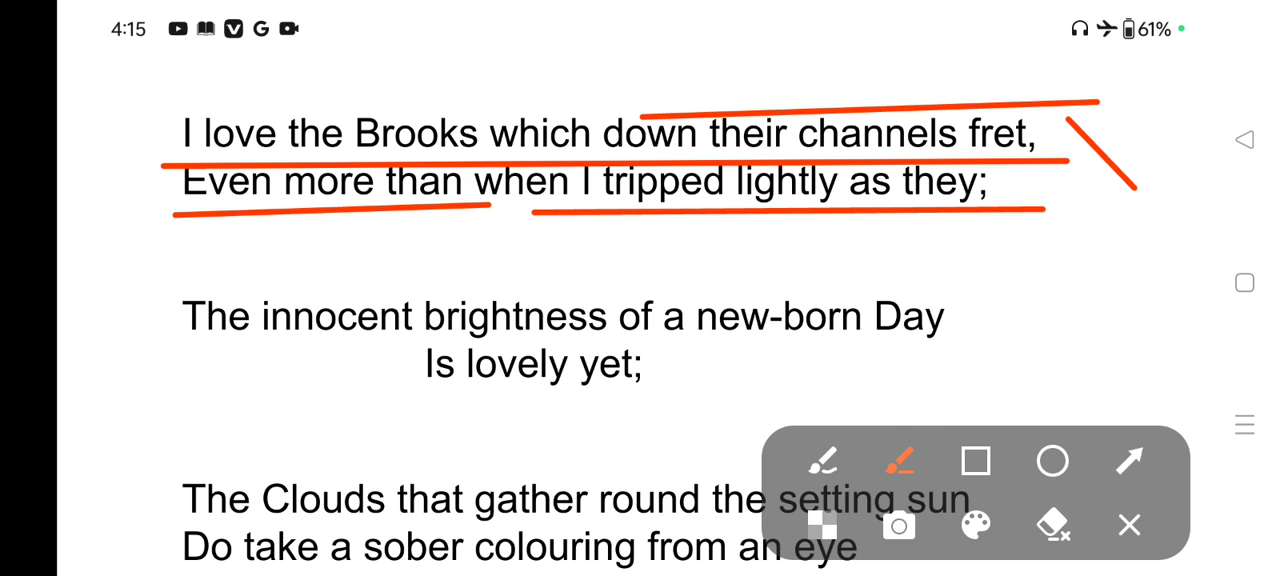 4:15
61%
I love the Brooks which down their channels fret,
Even more than when I tripped lightly as they;
The innocent brightness of a new-born Day
Is lovely yet;
The Clouds that gather round the setting sun
Do take a sober colouring from an eye